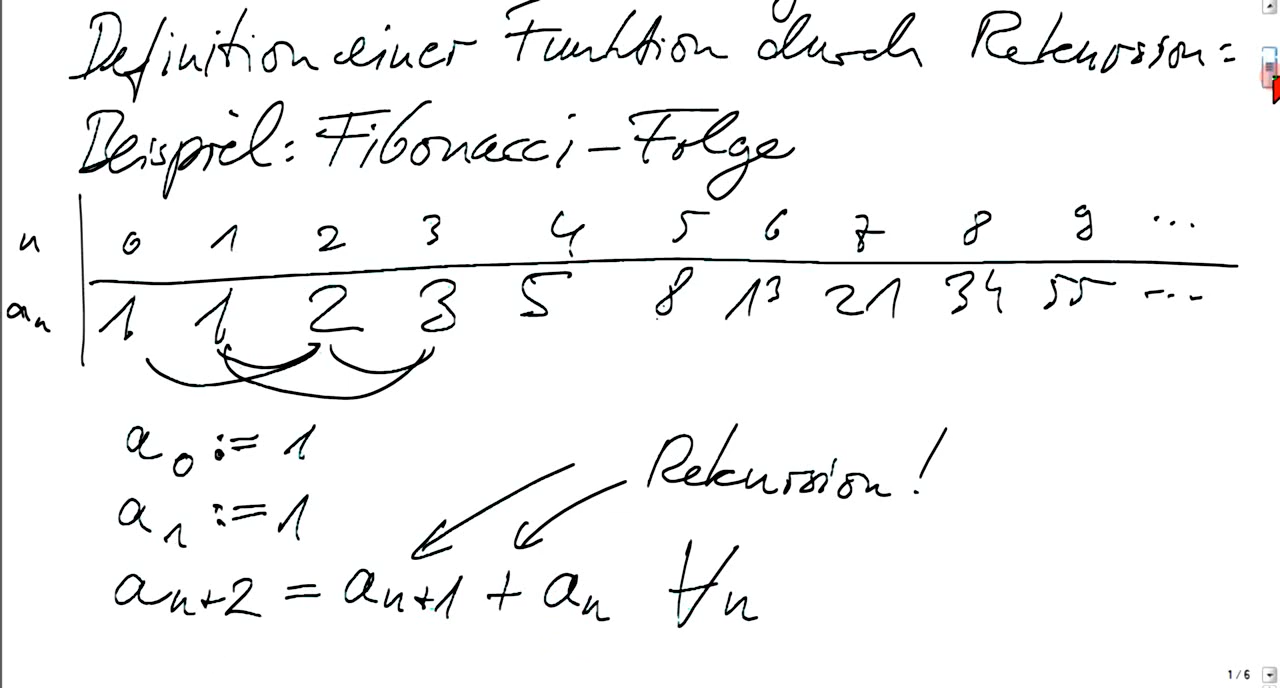 Definition einer Funktion durch Rekursion:
Beispiel: Fibonacci-Folge
n 0 1 2 3 4 5 6 7 8 9 ...
aₙ 1 1 2 3 5 8 13 21 34 55 ...
a₀ := 1
Rekursion!
a₁ := 1
aₙ₊₂ = aₙ₊₁ + aₙ ∀n
1 / 6